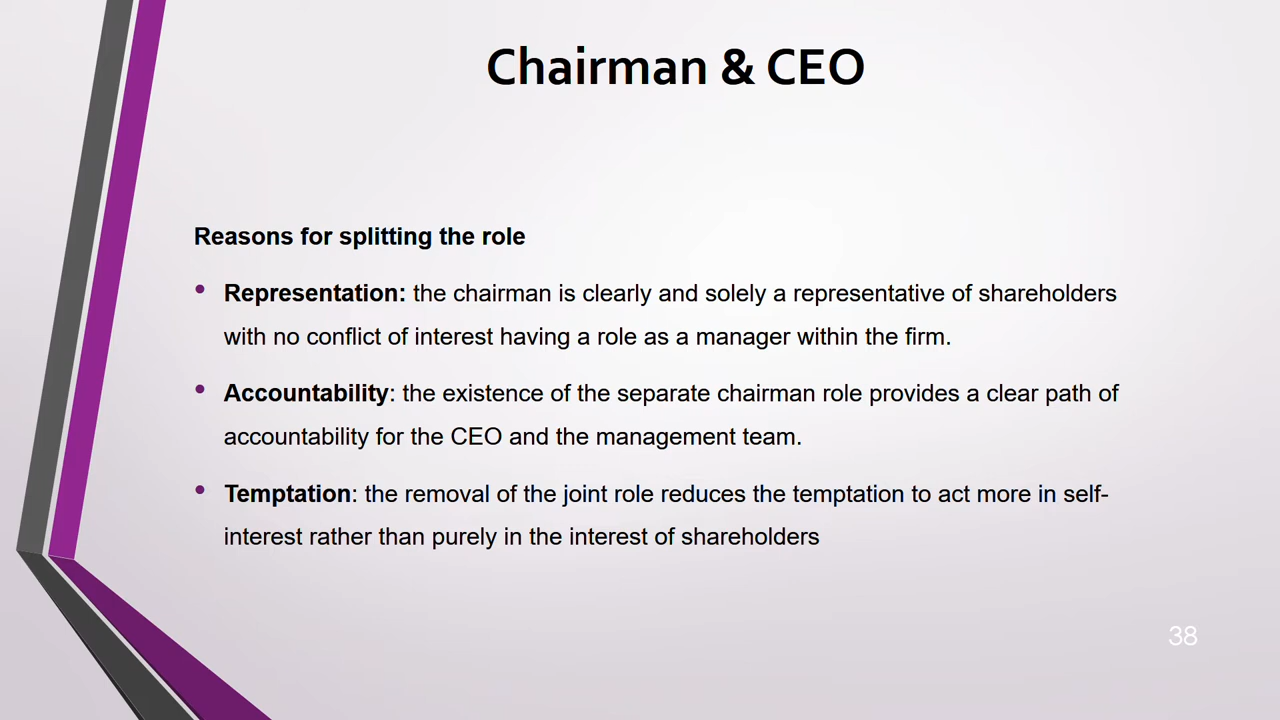 Chairman & CEO
Reasons for splitting the role
• Representation: the chairman is clearly and solely a representative of shareholders
with no conflict of interest having a role as a manager within the firm.
• Accountability: the existence of the separate chairman role provides a clear path of
accountability for the CEO and the management team.
• Temptation: the removal of the joint role reduces the temptation to act more in self-
interest rather than purely in the interest of shareholders
38